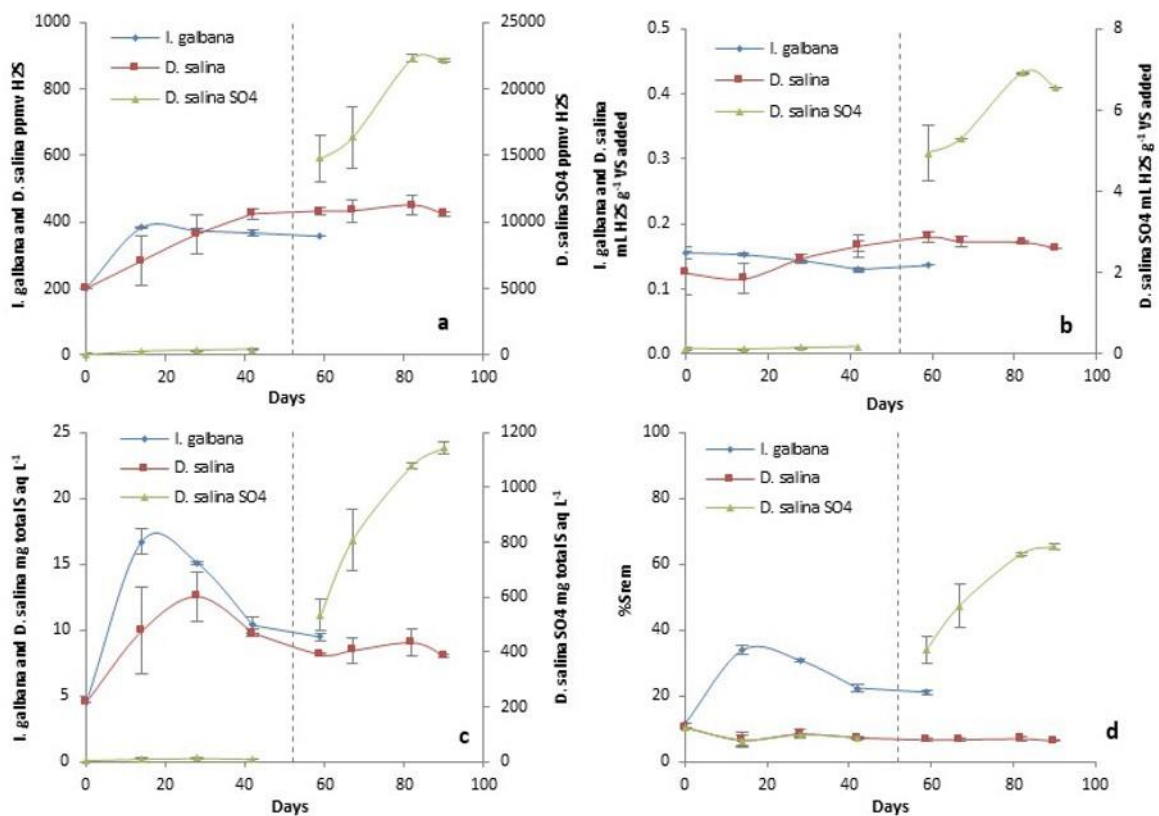 I. galbana and D. salina ppmv H2S
1000
800
600
400
200
0
I. galbana
D. salina
D. salina SO4
a
25000
20000
15000
10000
5000
0
D. salina SO4 ppmv H2S
0 20 40 60 80 100
Days
I. galbana and D. salina
mL H2S g⁻¹ VS added
0.5
0.4
0.3
0.2
0.1
0.0
I. galbana
D. salina
D. salina SO4
b
8
6
4
2
0
D. salina SO4 mL H2S g⁻¹ VS added
0 20 40 60 80 100
Days
I. galbana and D. salina mg total S aq L⁻¹
25
20
15
10
5
0
I. galbana
D. salina
D. salina SO4
c
1200
1000
800
600
400
200
0
D. salina SO4 mg total S aq L⁻¹
0 20 40 60 80 100
Days
%Srem
100
80
60
40
20
0
I. galbana
D. salina
D. salina SO4
d
0 20 40 60 80 100
Days